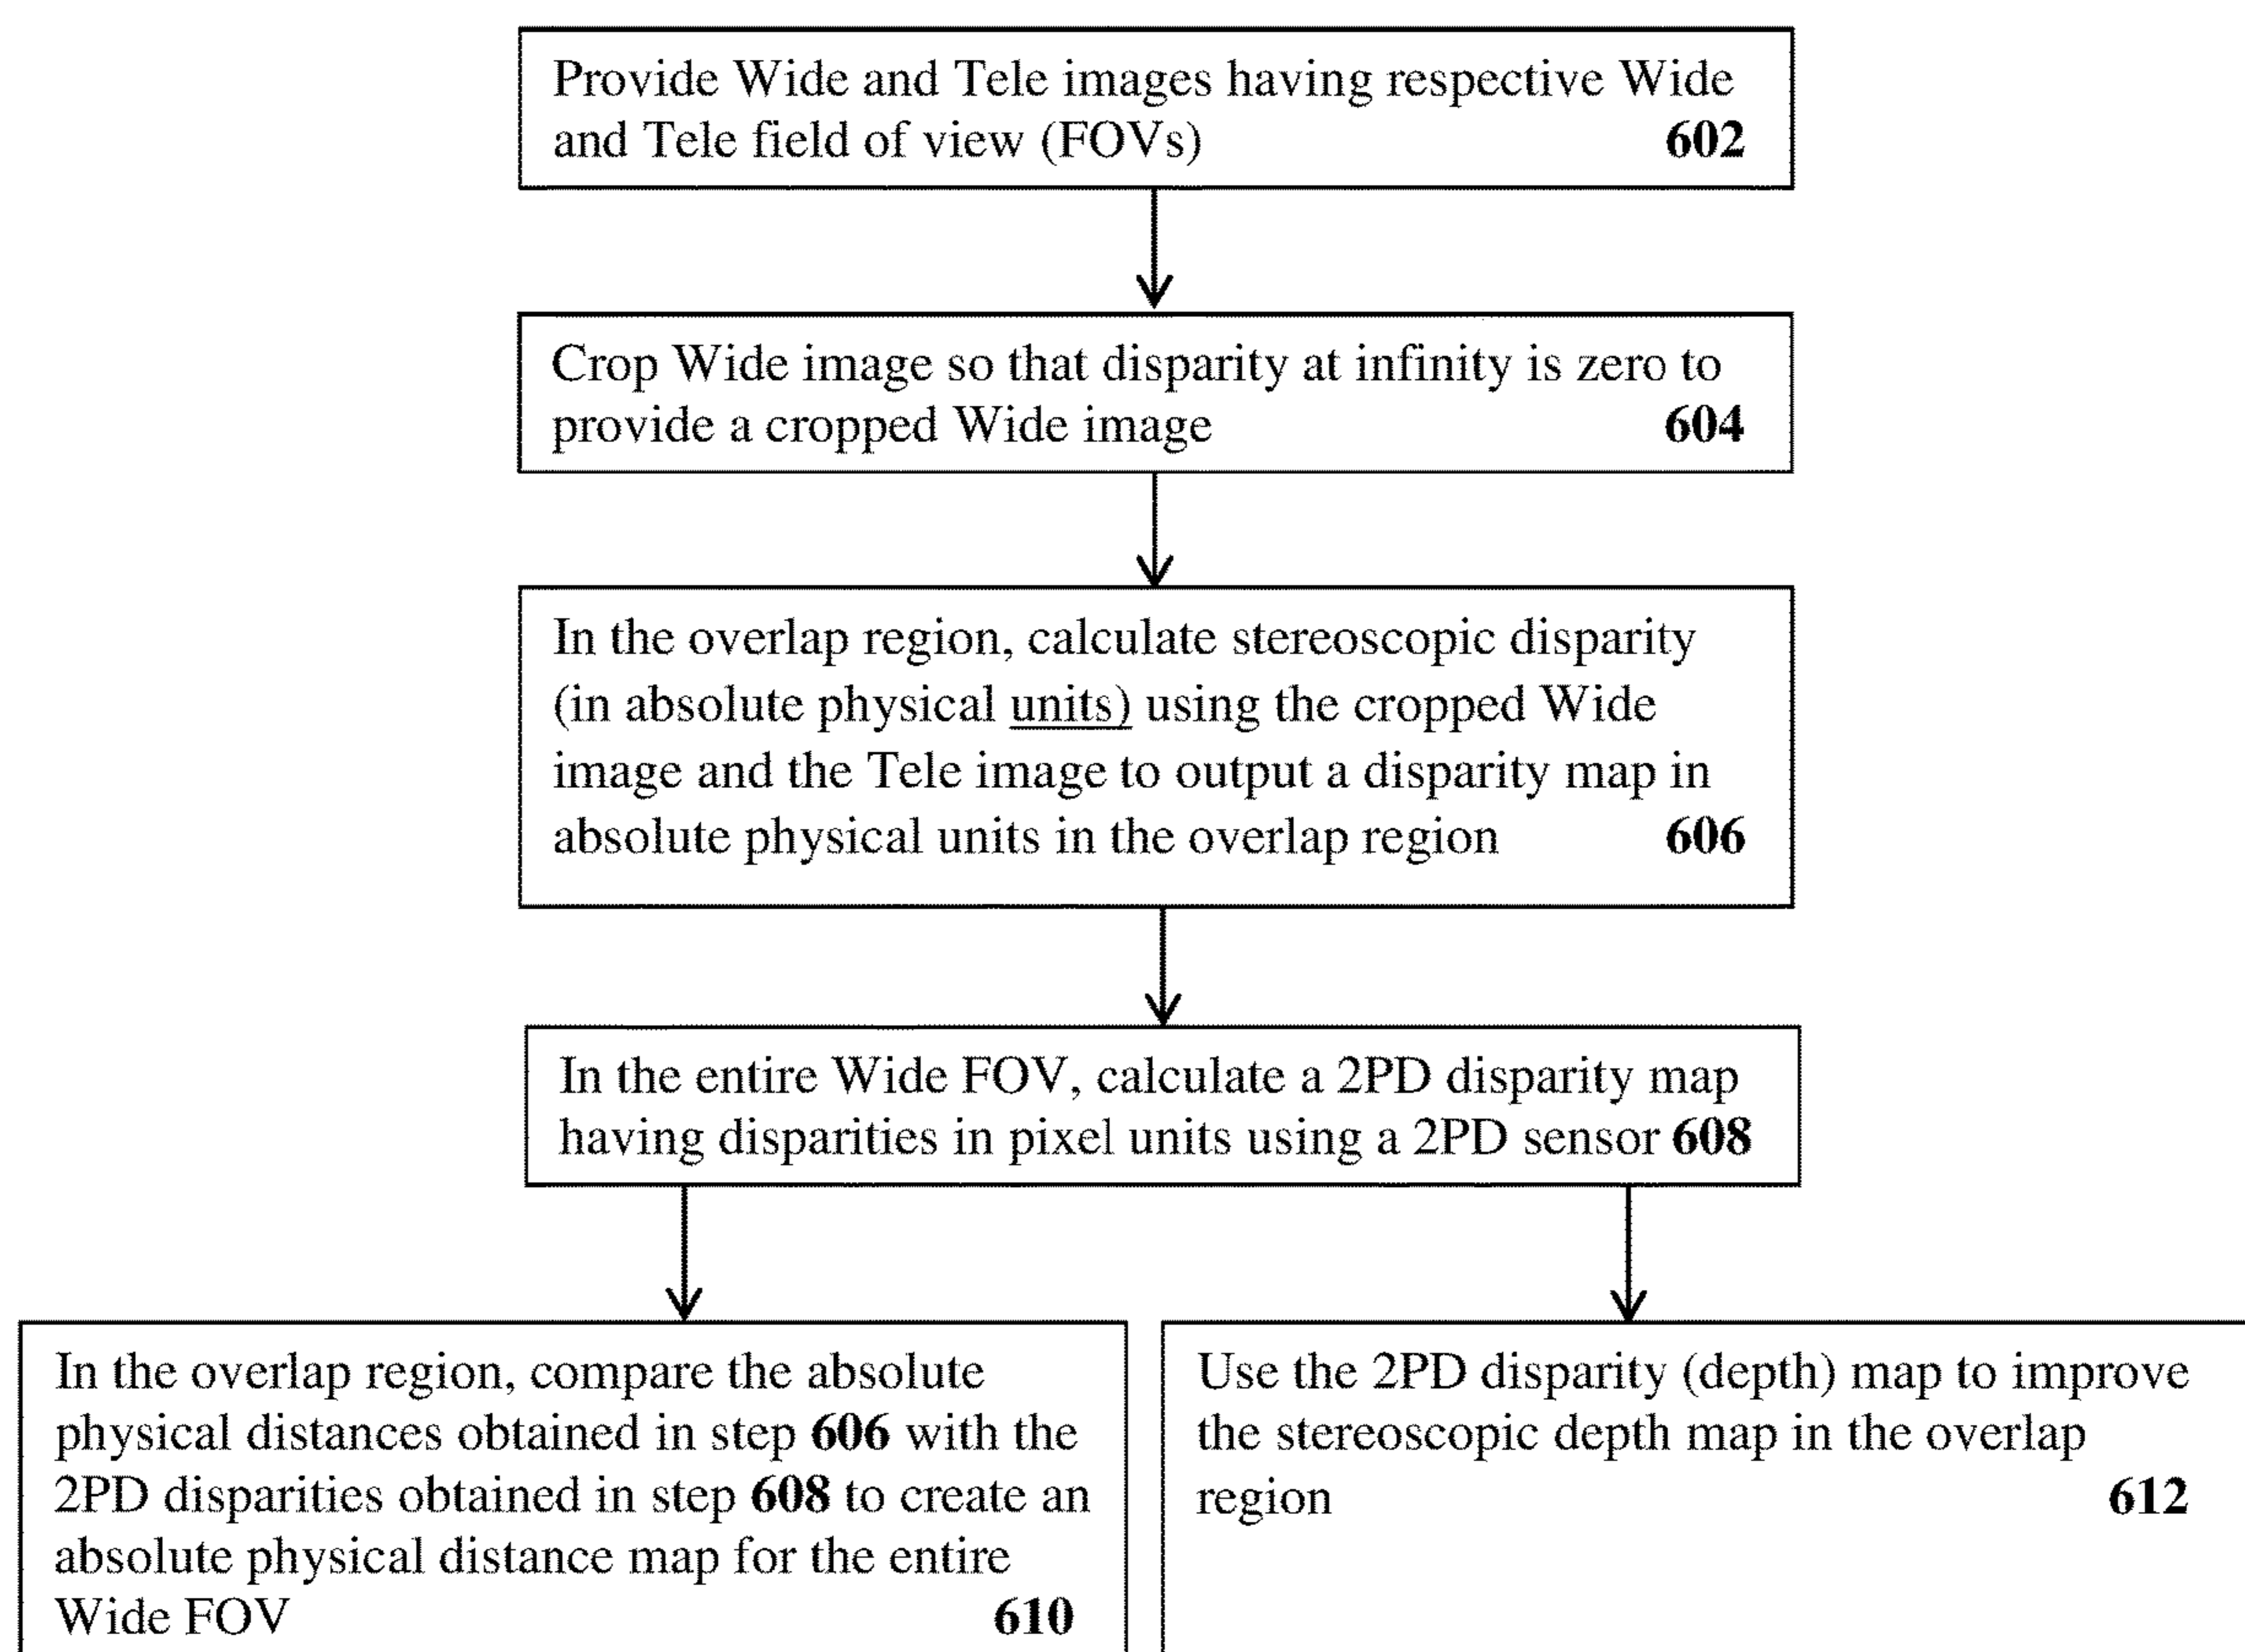 Provide Wide and Tele images having respective Wide
and Tele field of view (FOVs) 602
Crop Wide image so that disparity at infinity is zero to
provide a cropped Wide image 604
In the overlap region, calculate stereoscopic disparity
(in absolute physical units) using the cropped Wide
image and the Tele image to output a disparity map in
absolute physical units in the overlap region 606
In the entire Wide FOV, calculate a 2PD disparity map
having disparities in pixel units using a 2PD sensor 608
In the overlap region, compare the absolute
physical distances obtained in step 606 with the
2PD disparities obtained in step 608 to create an
absolute physical distance map for the entire
Wide FOV 610
Use the 2PD disparity (depth) map to improve
the stereoscopic depth map in the overlap
region 612